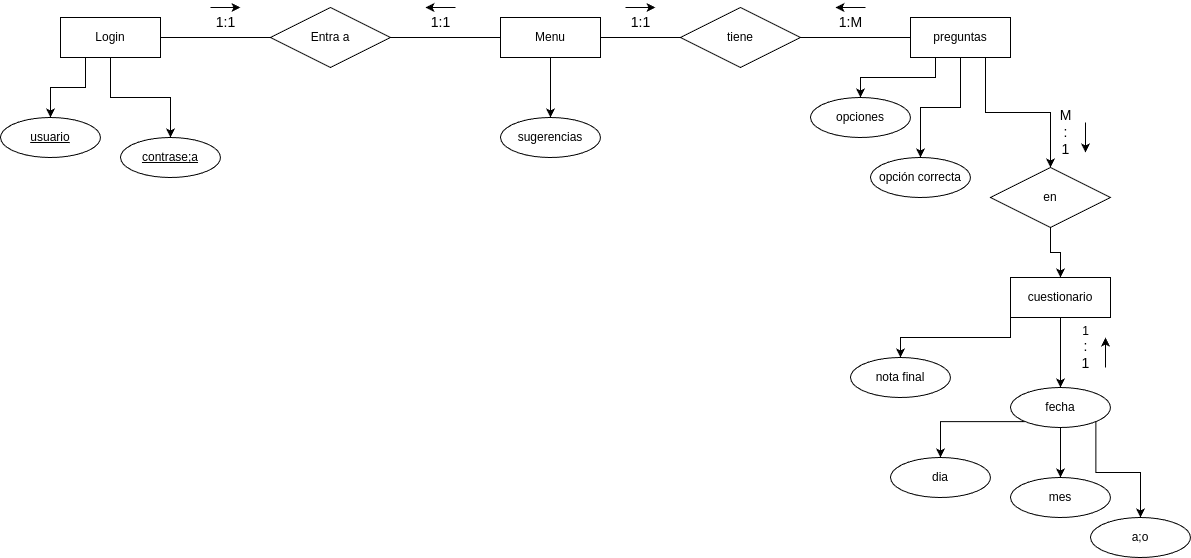 1:1
1:1
1:1
1:M
Login
Entra a
Menu
tiene
preguntas
usuario
contrase;a
sugerencias
opciones
opción correcta
M
:
1
en
cuestionario
1
:
1
nota final
fecha
dia
mes
a;o